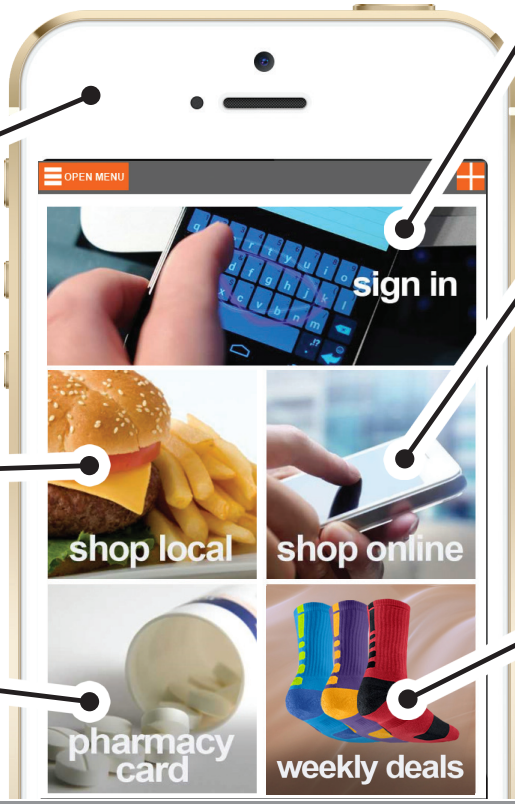 OPEN MENU
sign in
shop local
shop online
pharmacy
card
weekly deals